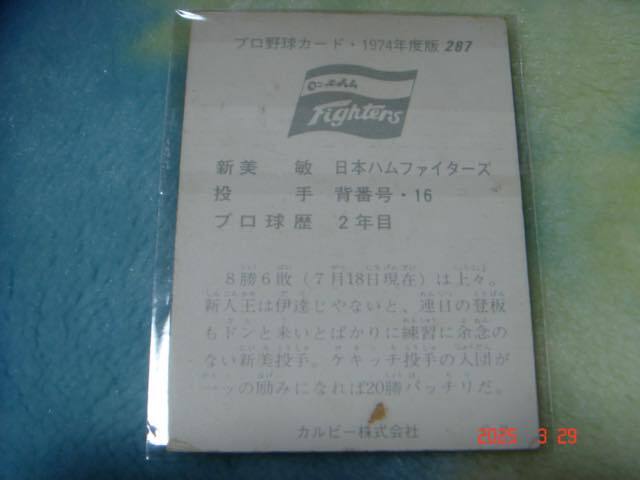 プロ野球カード・1974年度版 287
日本ハム
Fighters
新美 敏 日本ハムファイターズ
投 手 背番号・16
プロ球歴 2年目
8勝6敗(7月18日現在)は上々。
新人王は伊達じゃないと、連日の登板
もドンと来いとばかりに練習に余念の
ない新美投手。ケキッチ投手の入団が
一ツの励みになれば20勝バッチリだ。
カルビー株式会社
2025 3 29